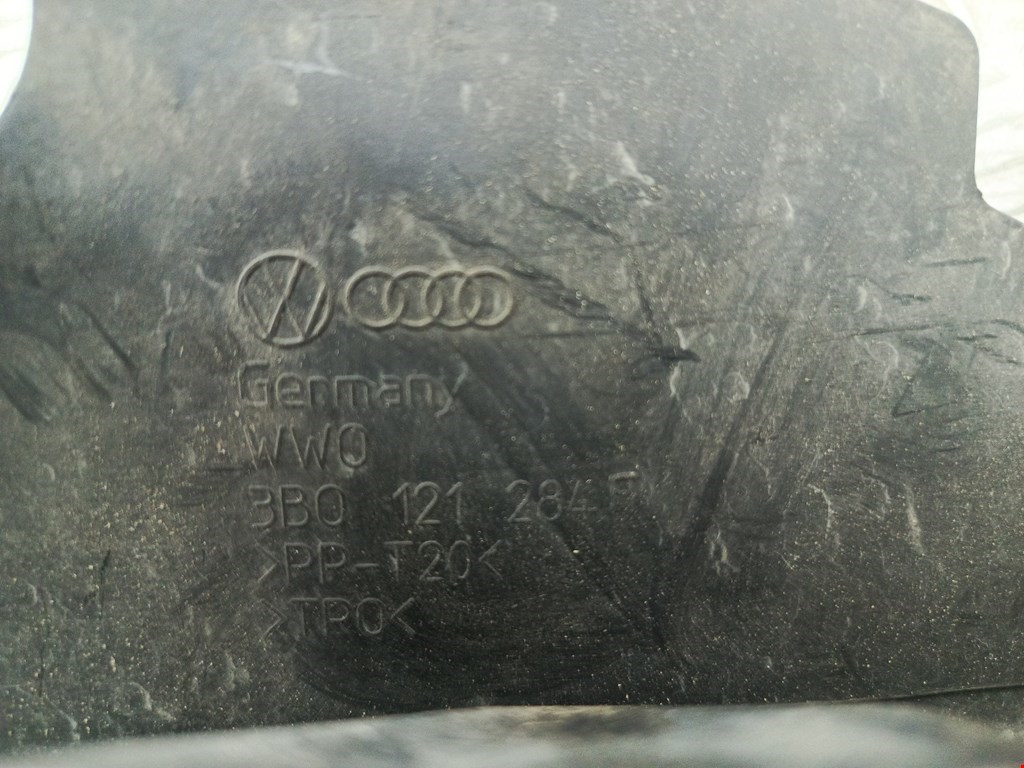 Germany
WWO
3B0 121 284
>PP-T20<
>TPO<